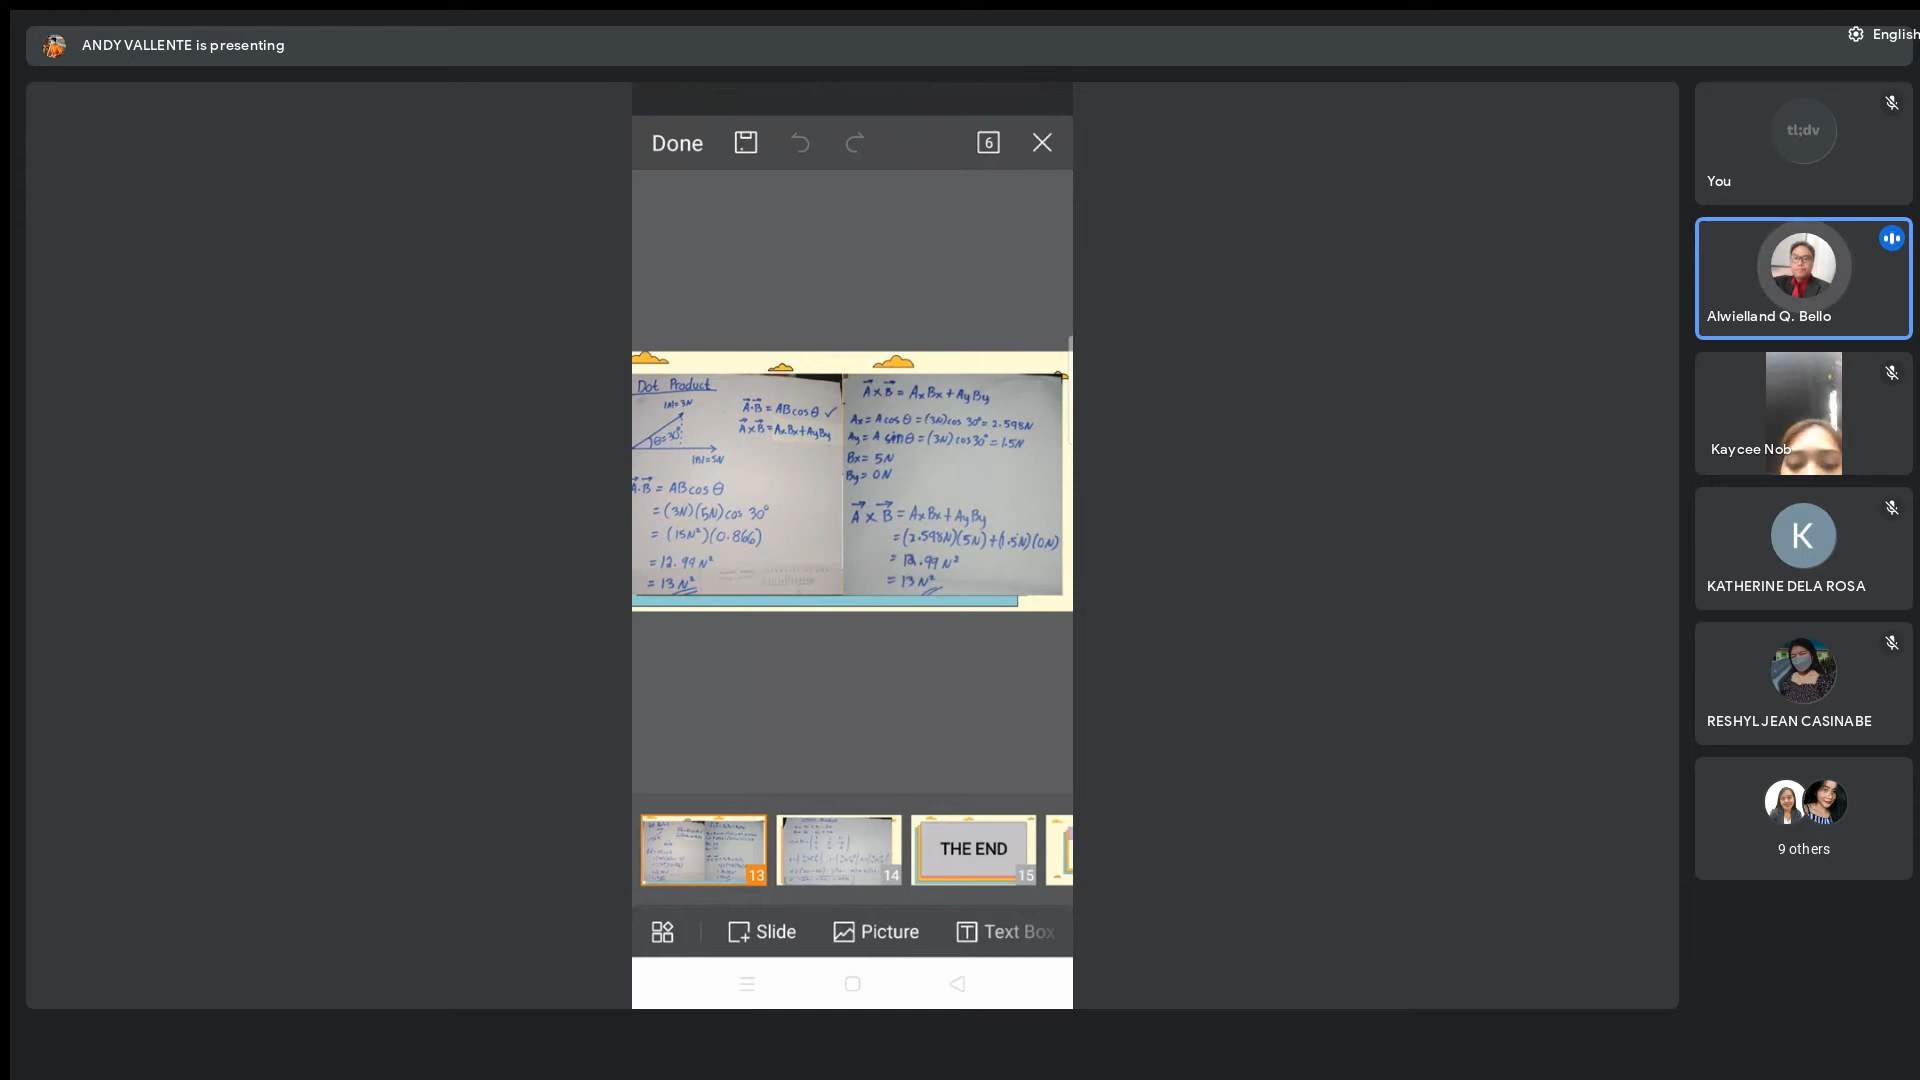 ANDY VALLENTE is presenting
English
Done
6
Dot Product
|A|=3N
θ=30°
|B|=5N
A·B = AB cos θ ✓
A×B = AxBx+AyBy
A·B = AB cos θ
= (3N)(5N) cos 30°
= (15N²)(0.866)
= 12.99 N²
= 13 N²
A×B = AxBx + AyBy
Ax = A cos θ = (3N) cos 30° = 2.598N
Ay = A sin θ = (3N) cos 30° = 1.5N
Bx = 5N
By = 0N
A × B = AxBx + AyBy
= (2.598N)(5N) + (1.5N)(0N)
= 12.99 N²
= 13 N²
13
14
THE END
15
Slide
Picture
Text Box
tl;dv
You
Alwielland Q. Bello
Kaycee Nob
K
KATHERINE DELA ROSA
RESHYL JEAN CASINABE
9 others